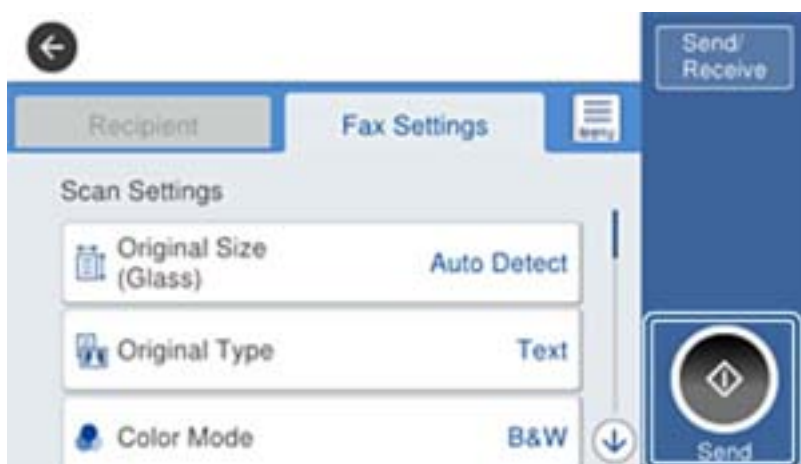 Send/
Receive
Recipient
Fax Settings
Menu
Scan Settings
Original Size
(Glass)
Auto Detect
Original Type
Text
Color Mode
B&W
Send